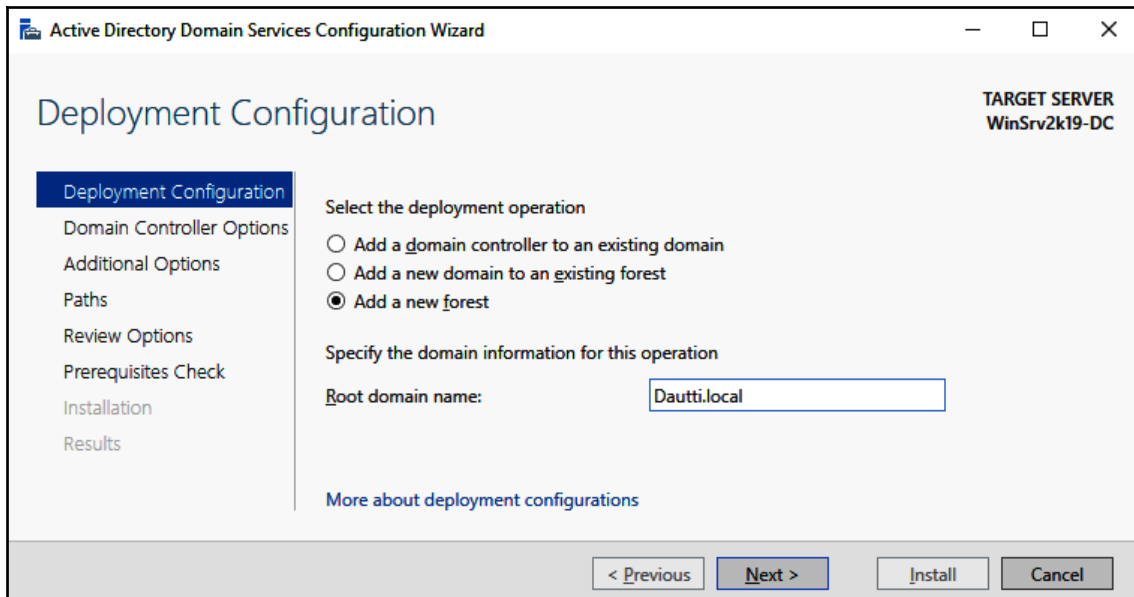 Active Directory Domain Services Configuration Wizard
Deployment Configuration
TARGET SERVER
WinSrv2k19-DC
Deployment Configuration
Domain Controller Options
Additional Options
Paths
Review Options
Prerequisites Check
Installation
Results
Select the deployment operation
Add a domain controller to an existing domain
Add a new domain to an existing forest
Add a new forest
Specify the domain information for this operation
Root domain name:
Dautti.local
More about deployment configurations
< Previous
Next >
Install
Cancel